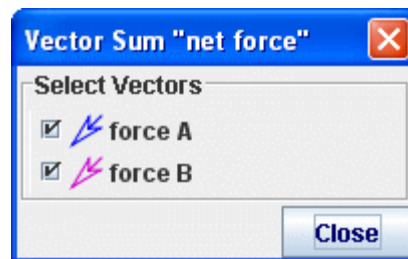 Vector Sum "net force"
Select Vectors
force A
force B
Close